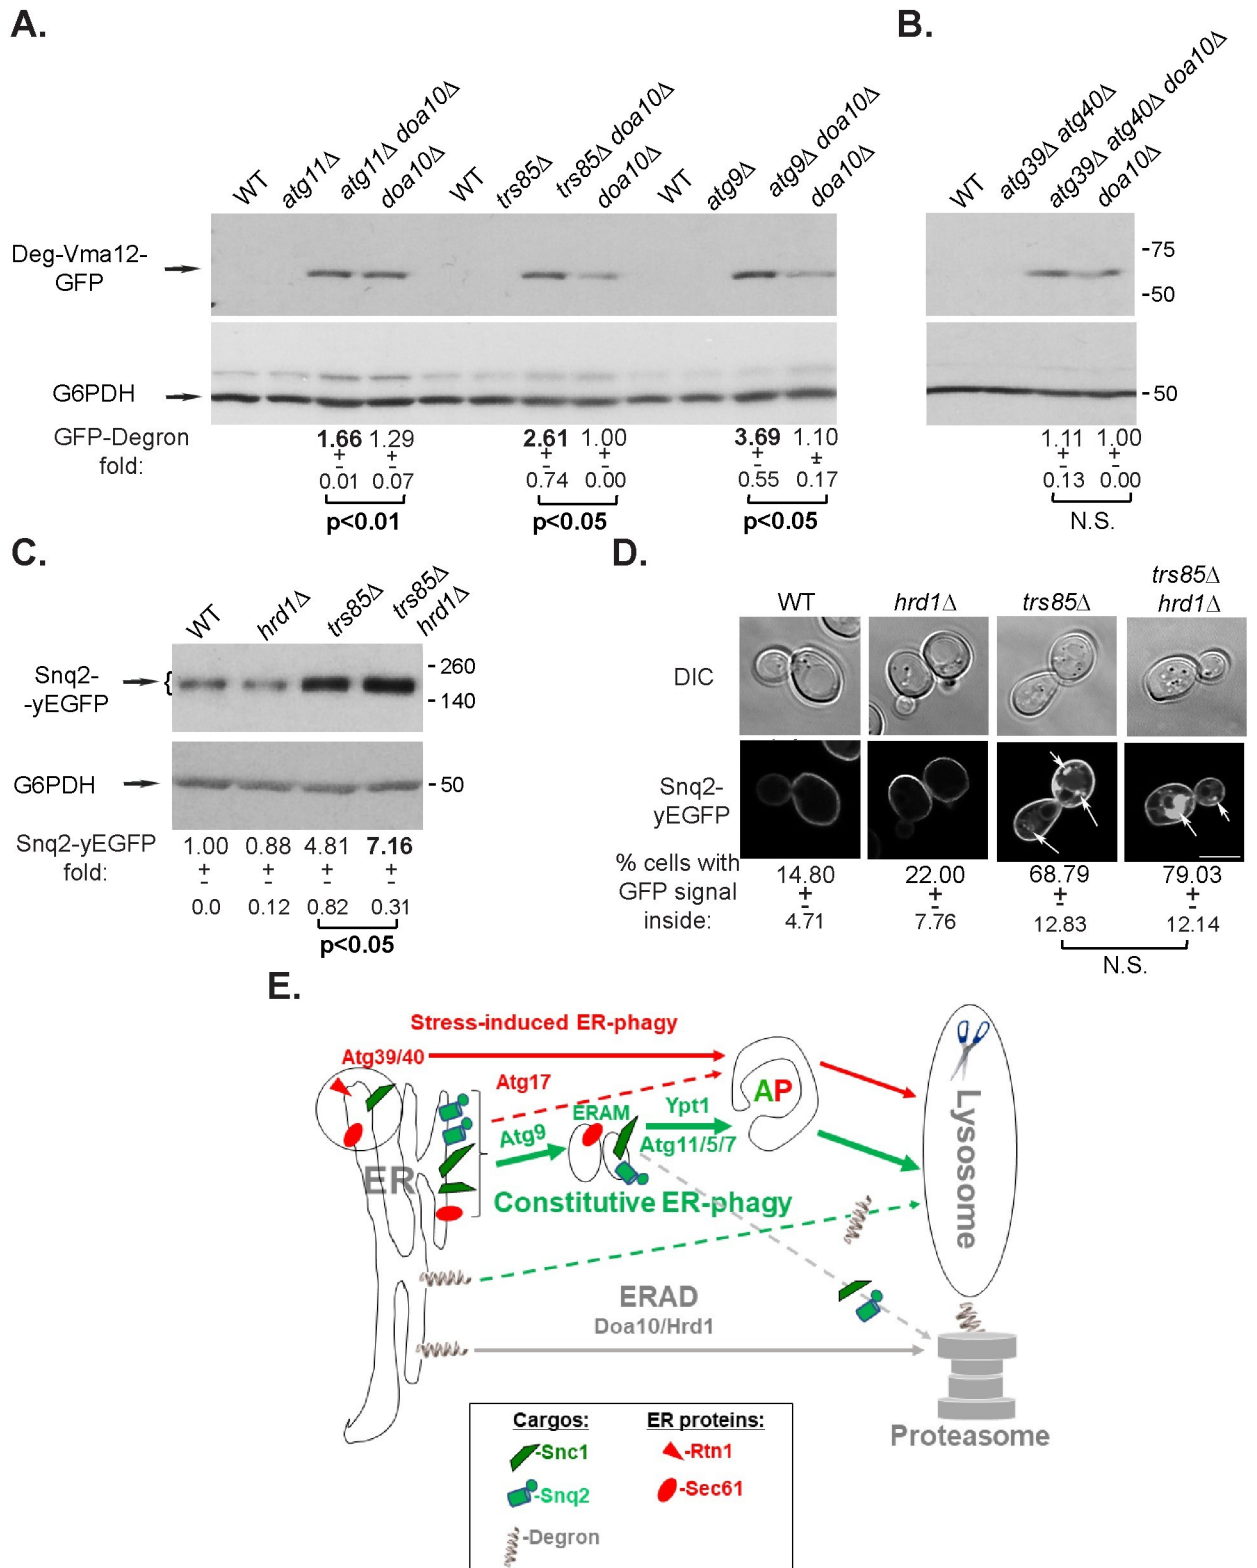 A.
WT
atg11Δ
atg11Δ doa10Δ
doa10Δ
WT
trs85Δ
trs85Δ doa10Δ
doa10Δ
WT
atg9Δ
atg9Δ doa10Δ
doa10Δ
Deg-Vma12-
GFP
G6PDH
GFP-Degron
fold:
1.66 1.29 2.61 1.00 3.69 1.10
+ + + + + +
- - - - - -
0.01 0.07 0.74 0.00 0.55 0.17
p<0.01 p<0.05 p<0.05
B.
WT
atg39Δ atg40Δ
atg39Δ atg40Δ doa10Δ
doa10Δ
-75
-50
-50
1.11 1.00
+ +
- -
0.13 0.00
N.S.
C.
WT
hrd1Δ
trs85Δ
trs85Δ
hrd1Δ
Snq2-
-yEGFP
{
-260
-140
G6PDH
-50
Snq2-yEGFP
fold:
1.00 0.88 4.81 7.16
+ + + +
- - - -
0.0 0.12 0.82 0.31
p<0.05
D.
WT
hrd1Δ
trs85Δ
trs85Δ
hrd1Δ
DIC
Snq2-
yEGFP
% cells with
GFP signal
inside:
14.80 22.00 68.79 79.03
+ + + +
- - - -
4.71 7.76 12.83 12.14
N.S.
E.
Stress-induced ER-phagy
Atg39/40
Atg17
ERAM
Ypt1
AP
Atg9
Atg11/5/7
ER
Constitutive ER-phagy
Lysosome
ERAD
Doa10/Hrd1
Proteasome
Cargos:
-Snc1
-Snq2
-Degron
ER proteins:
-Rtn1
-Sec61